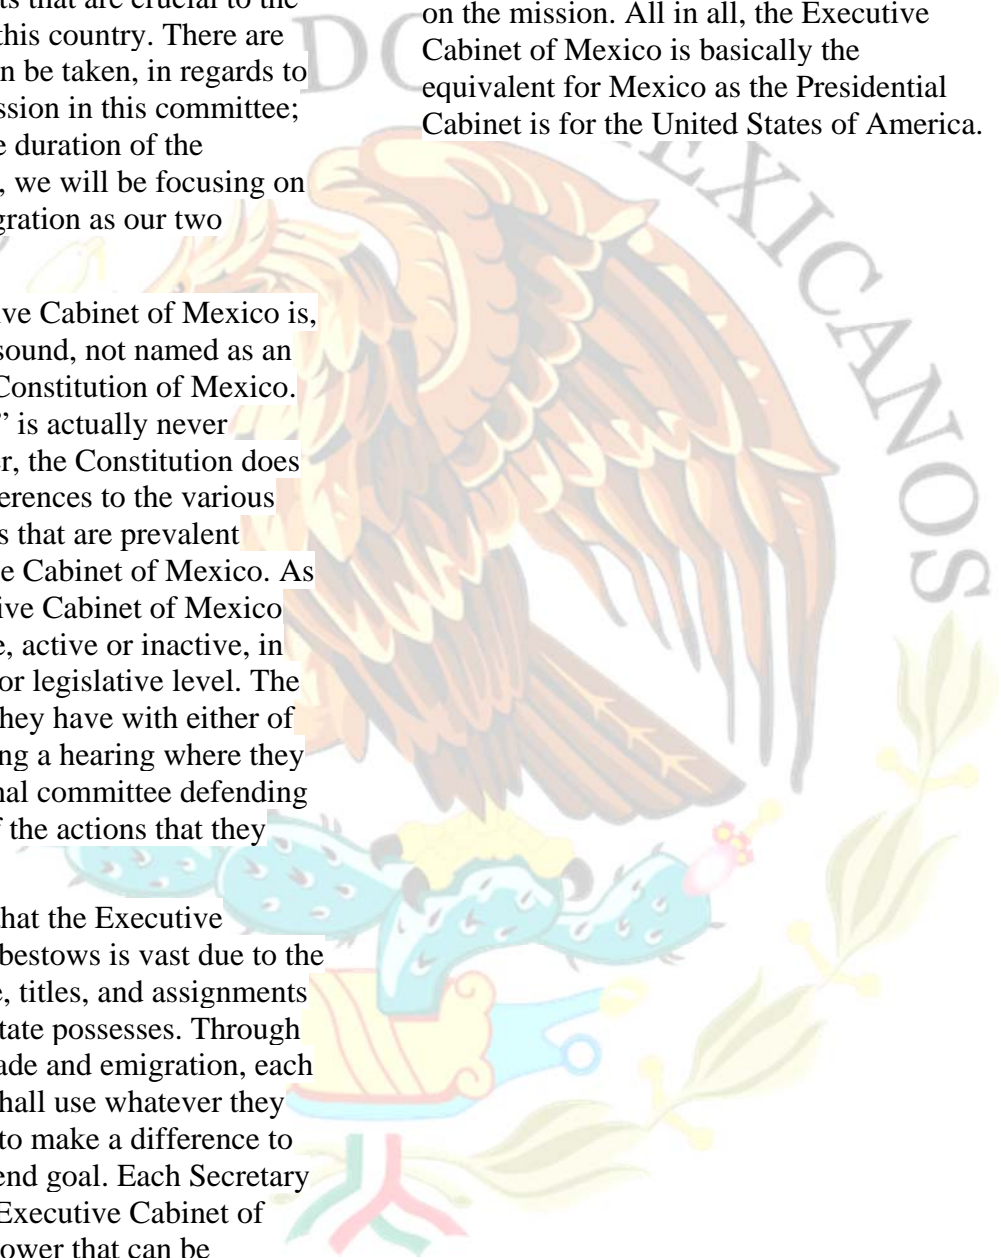 ts that are crucial to the
this country. There are
n be taken, in regards to
ssion in this committee;
e duration of the
, we will be focusing on
gration as our two
ive Cabinet of Mexico is,
sound, not named as an
Constitution of Mexico.
” is actually never
er, the Constitution does
ferences to the various
s that are prevalent
e Cabinet of Mexico. As
ive Cabinet of Mexico
e, active or inactive, in
or legislative level. The
they have with either of
ng a hearing where they
nal committee defending
f the actions that they
that the Executive
bestows is vast due to the
e, titles, and assignments
tate possesses. Through
ade and emigration, each
hall use whatever they
to make a difference to
end goal. Each Secretary
Executive Cabinet of
ower that can be
on the mission. All in all, the Executive
Cabinet of Mexico is basically the
equivalent for Mexico as the Presidential
Cabinet is for the United States of America.
DO
EXICANOS